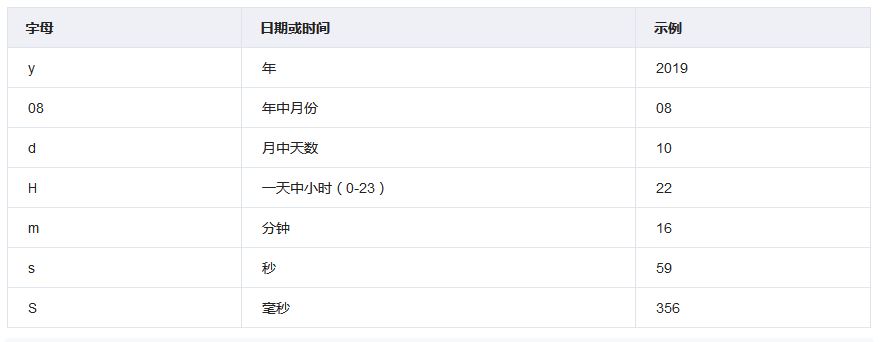 字母 日期或时间 示例
y 年 2019
08 年中月份 08
d 月中天数 10
H 一天中小时（0-23） 22
m 分钟 16
s 秒 59
S 毫秒 356